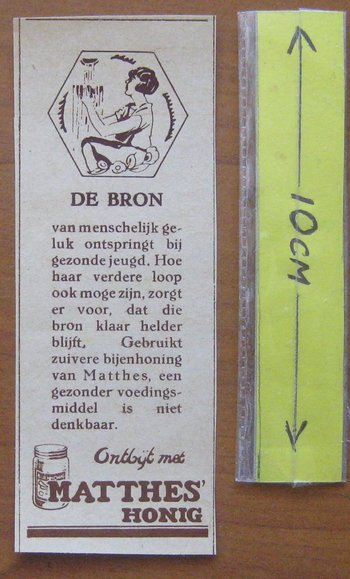 DE BRON
van menschelijk ge-
luk ontspringt bij
gezonde jeugd. Hoe
haar verdere loop
ook moge zijn, zorgt
er voor, dat die
bron klaar helder
blijft. Gebruikt
zuivere bijenhoning
van Matthes, een
gezonder voedings-
middel is niet
denkbaar.
Ontbijt met
MATTHES'
HONIG
10CM